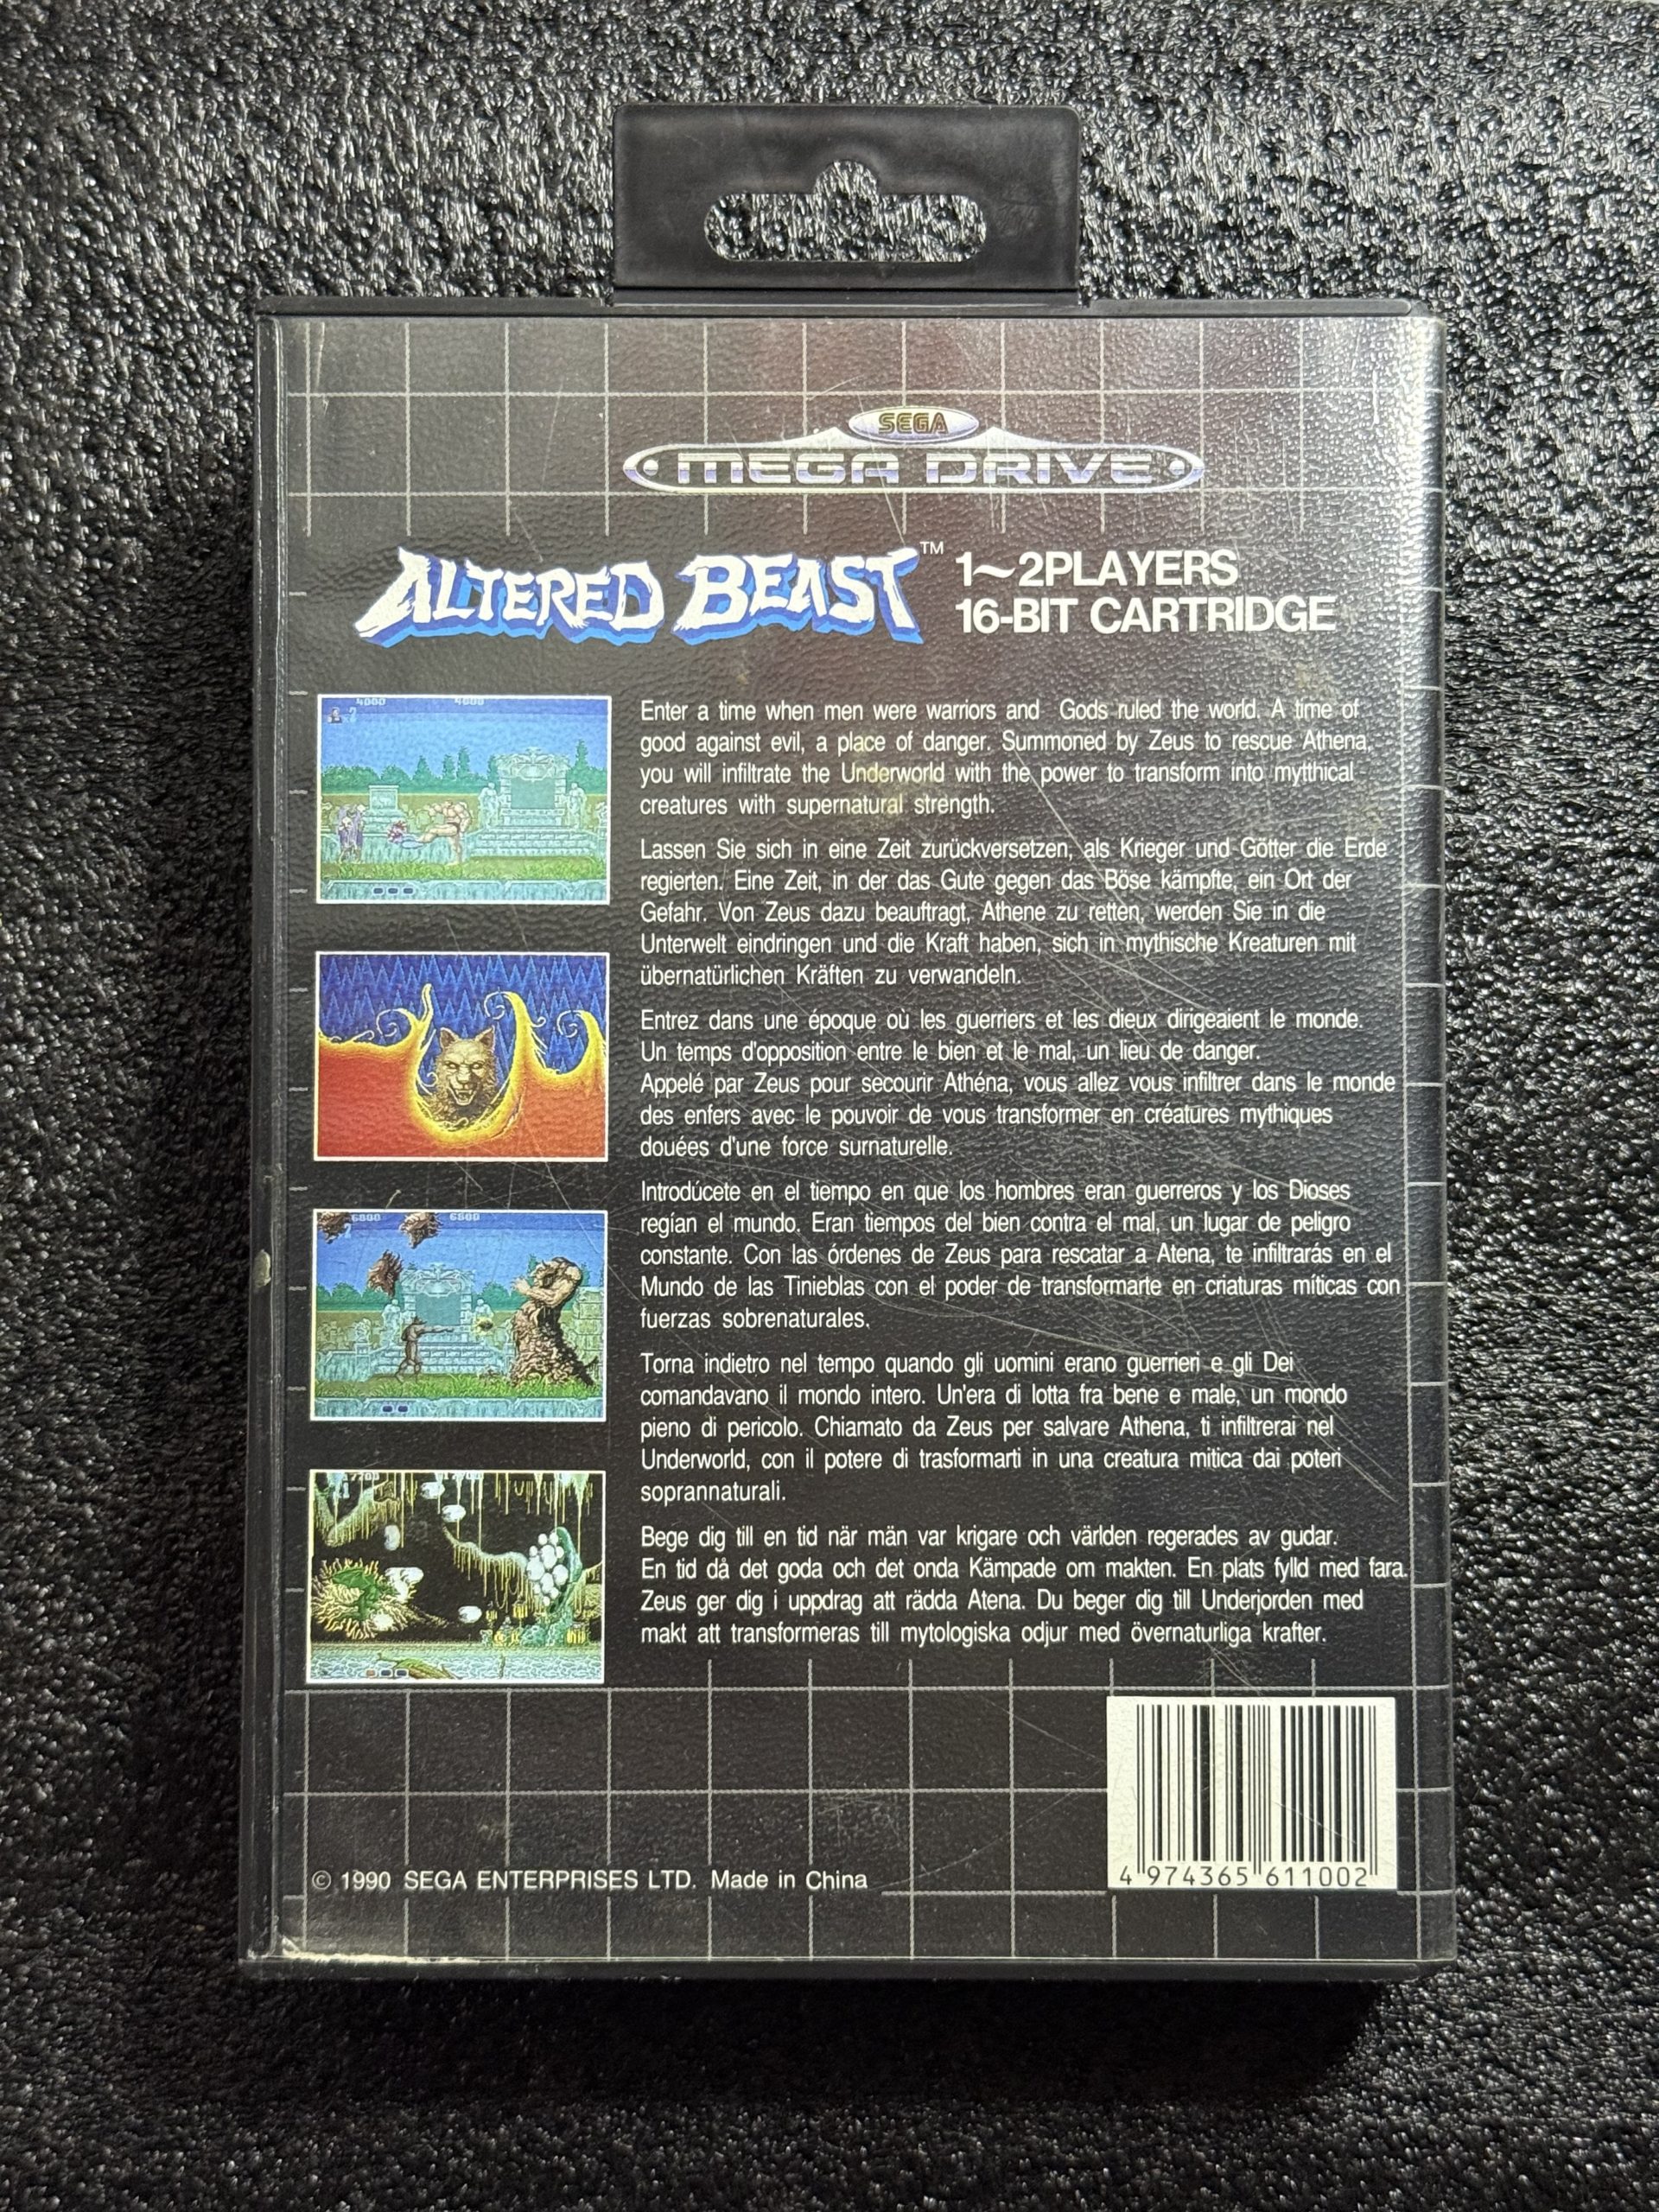 SEGA
MEGA DRIVE
ALTERED BEAST™
1~2PLAYERS
16-BIT CARTRIDGE
4000 4000
2
Enter a time when men were warriors and Gods ruled the world. A time of
good against evil, a place of danger. Summoned by Zeus to rescue Athena,
you will infiltrate the Underworld with the power to transform into mytthical
creatures with supernatural strength.
Lassen Sie sich in eine Zeit zurückversetzen, als Krieger und Götter die Erde
regierten. Eine Zeit, in der das Gute gegen das Böse kämpfte, ein Ort der
Gefahr. Von Zeus dazu beauftragt, Athene zu retten, werden Sie in die
Unterwelt eindringen und die Kraft haben, sich in mythische Kreaturen mit
übernatürlichen Kräften zu verwandeln.
Entrez dans une époque où les guerriers et les dieux dirigeaient le monde.
Un temps d'opposition entre le bien et le mal, un lieu de danger.
Appelé par Zeus pour secourir Athéna, vous allez vous infiltrer dans le monde
des enfers avec le pouvoir de vous transformer en créatures mythiques
douées d'une force surnaturelle.
Introdúcete en el tiempo en que los hombres eran guerreros y los Dioses
regían el mundo. Eran tiempos del bien contra el mal, un lugar de peligro
constante. Con las órdenes de Zeus para rescatar a Atena, te infiltrarás en el
Mundo de las Tinieblas con el poder de transformarte en criaturas míticas con
fuerzas sobrenaturales.
6800 6800
Torna indietro nel tempo quando gli uomini erano guerrieri e gli Dei
comandavano il mondo intero. Un'era di lotta fra bene e male, un mondo
pieno di pericolo. Chiamato da Zeus per salvare Athena, ti infiltrerai nel
Underworld, con il potere di trasformarti in una creatura mitica dai poteri
soprannaturali.
17700 17700
Bege dig till en tid när män var krigare och världen regerades av gudar.
En tid då det goda och det onda Kämpade om makten. En plats fylld med fara.
Zeus ger dig i uppdrag att rädda Atena. Du beger dig till Underjorden med
makt att transformeras till mytologiska odjur med övernaturliga krafter.
© 1990 SEGA ENTERPRISES LTD. Made in China
4 974365 611002